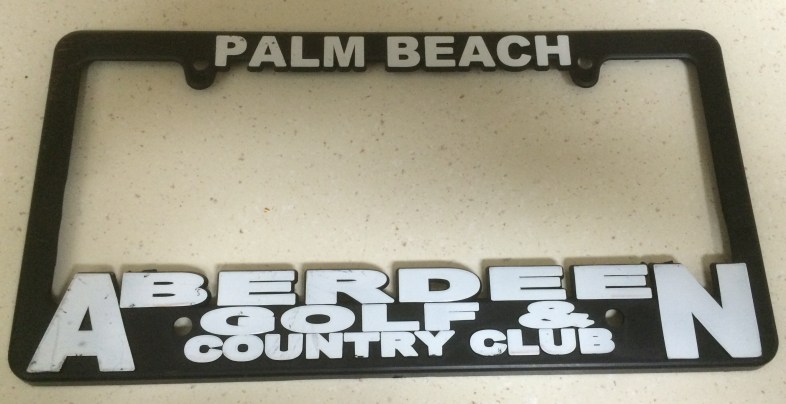 PALM BEACH
ABERDEEN
GOLF &
COUNTRY CLUB